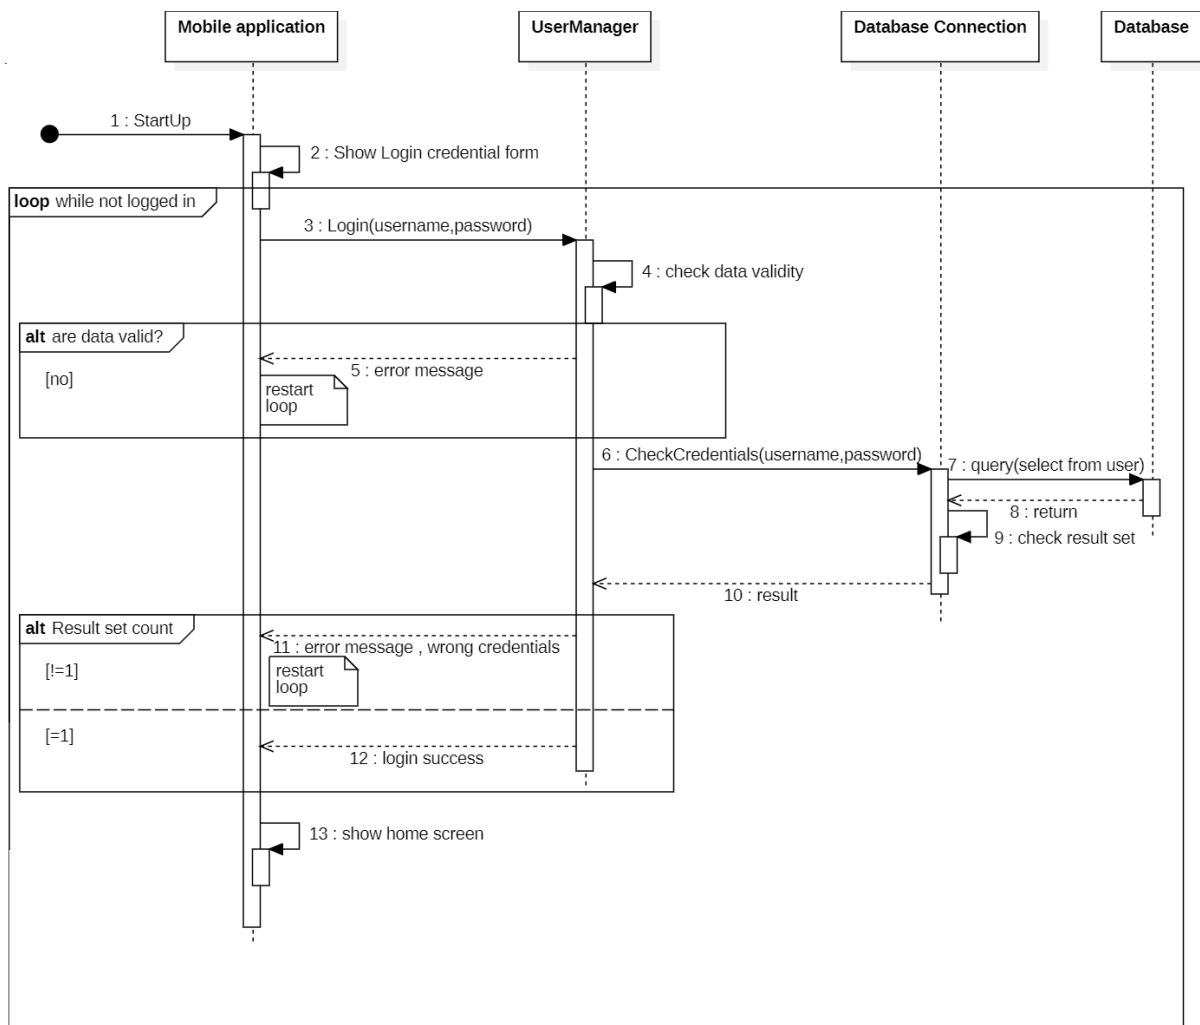 Mobile application
UserManager
Database Connection
Database
1 : StartUp
2 : Show Login credential form
loop while not logged in
3 : Login(username,password)
4 : check data validity
alt are data valid?
5 : error message
[no]
restart
loop
6 : CheckCredentials(username,password)
7 : query(select from user)
8 : return
9 : check result set
10 : result
alt Result set count
11 : error message , wrong credentials
[!=1]
restart
loop
[=1]
12 : login success
13 : show home screen